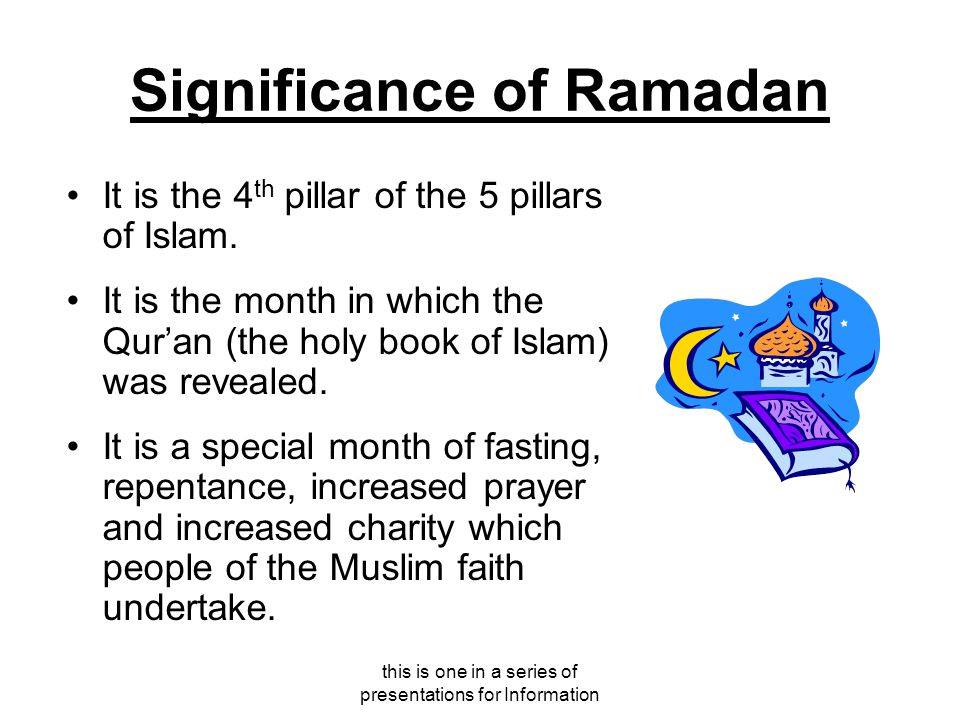 Significance of Ramadan
• It is the 4th pillar of the 5 pillars
of Islam.
• It is the month in which the
Qur’an (the holy book of Islam)
was revealed.
• It is a special month of fasting,
repentance, increased prayer
and increased charity which
people of the Muslim faith
undertake.
this is one in a series of
presentations for Information